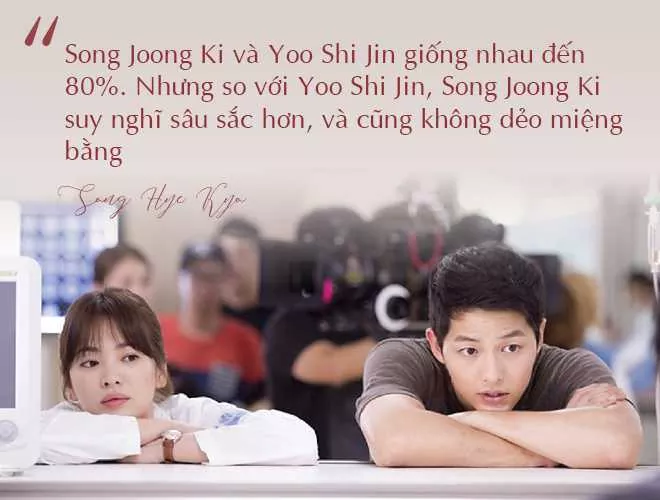 "
Song Joong Ki và Yoo Shi Jin giống nhau đến
80%. Nhưng so với Yoo Shi Jin, Song Joong Ki
suy nghĩ sâu sắc hơn, và cũng không dẻo miệng
bằng
Song Hye Kyo